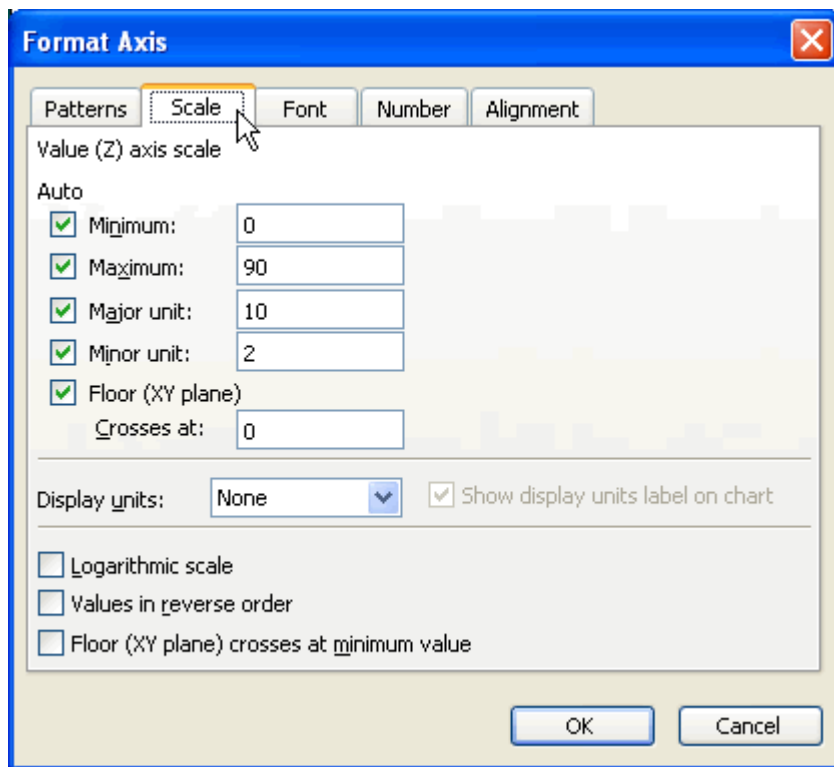 Format Axis
Patterns Scale Font Number Alignment
Value (Z) axis scale
Auto
Minimum: 0
Maximum: 90
Major unit: 10
Minor unit: 2
Floor (XY plane)
Crosses at: 0
Display units: None Show display units label on chart
Logarithmic scale
Values in reverse order
Floor (XY plane) crosses at minimum value
OK Cancel